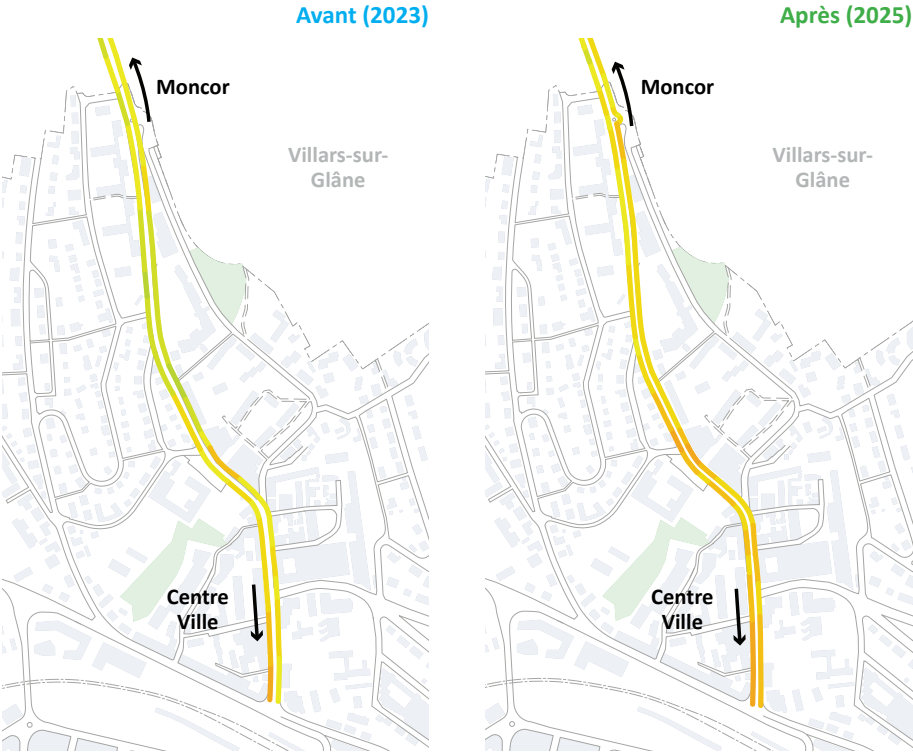 Avant (2023)
Moncor
Villars-sur-
Glâne
Centre
Ville
Après (2025)
Moncor
Villars-sur-
Glâne
Centre
Ville